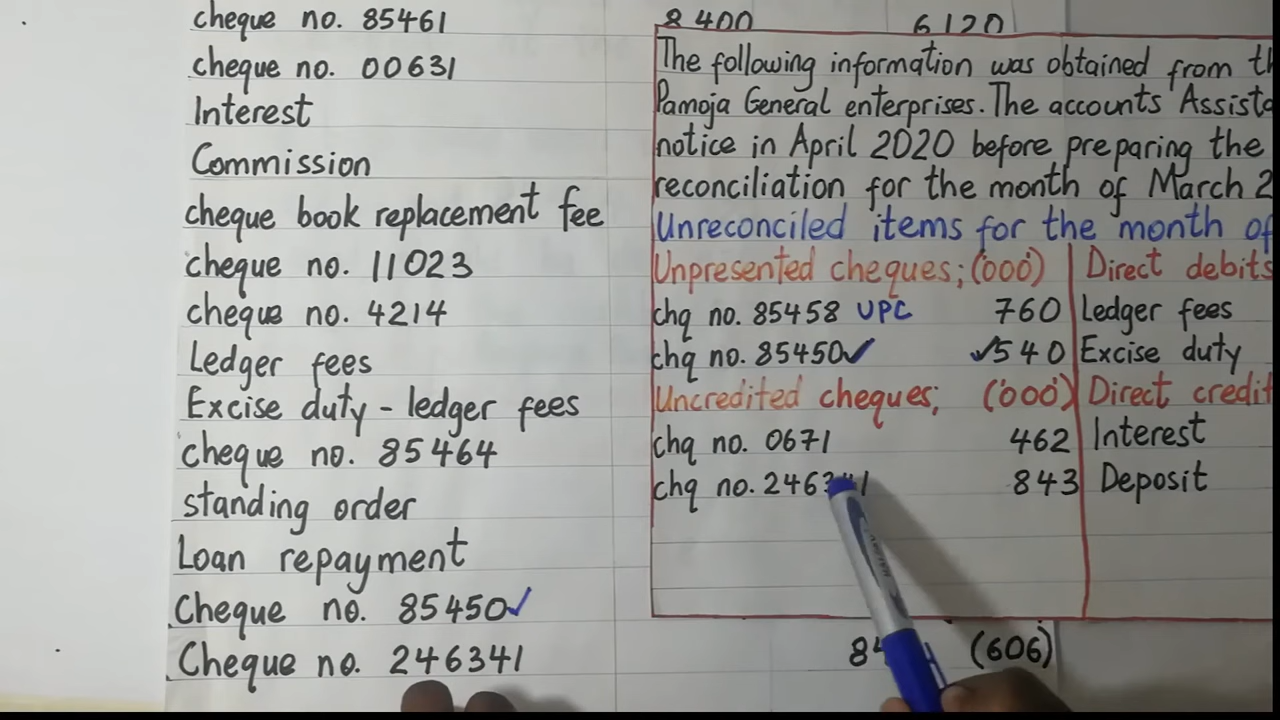 cheque no. 85461
8400 6120
cheque no. 00631
Interest
Commission
cheque book replacement fee
cheque no. 11023
cheque no. 4214
Ledger fees
Excise duty - ledger fees
cheque no. 85464
standing order
Loan repayment
Cheque no. 85450✓
Cheque no. 246341
(606)
The following information was obtained from
Pamoja General enterprises. The accounts
notice in April 2020 before preparing the
reconciliation for the month of March 2
Unreconciled items for the month of
Unpresented cheques; (000)
chq no. 85458 UPC 760
chq no. 85450✓ ✓540
Uncredited cheques; (000)
chq no. 0671 462
chq no. 843
Direct debits
Ledger fees
Excise duty
Direct credit
Interest
Deposit